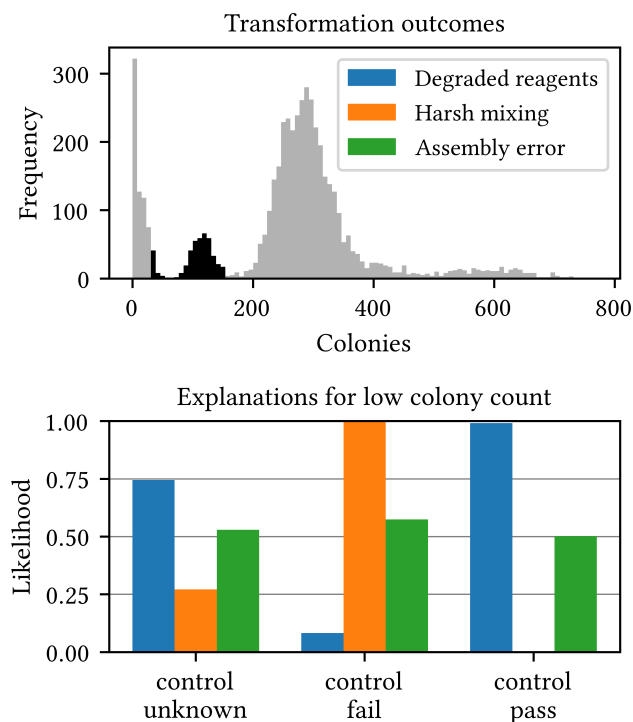 Transformation outcomes
300
200
100
0
Frequency
Degraded reagents
Harsh mixing
Assembly error
0 200 400 600 800
Colonies
Explanations for low colony count
1.00
0.75
0.50
0.25
0.00
Likelihood
control unknown
control fail
control pass